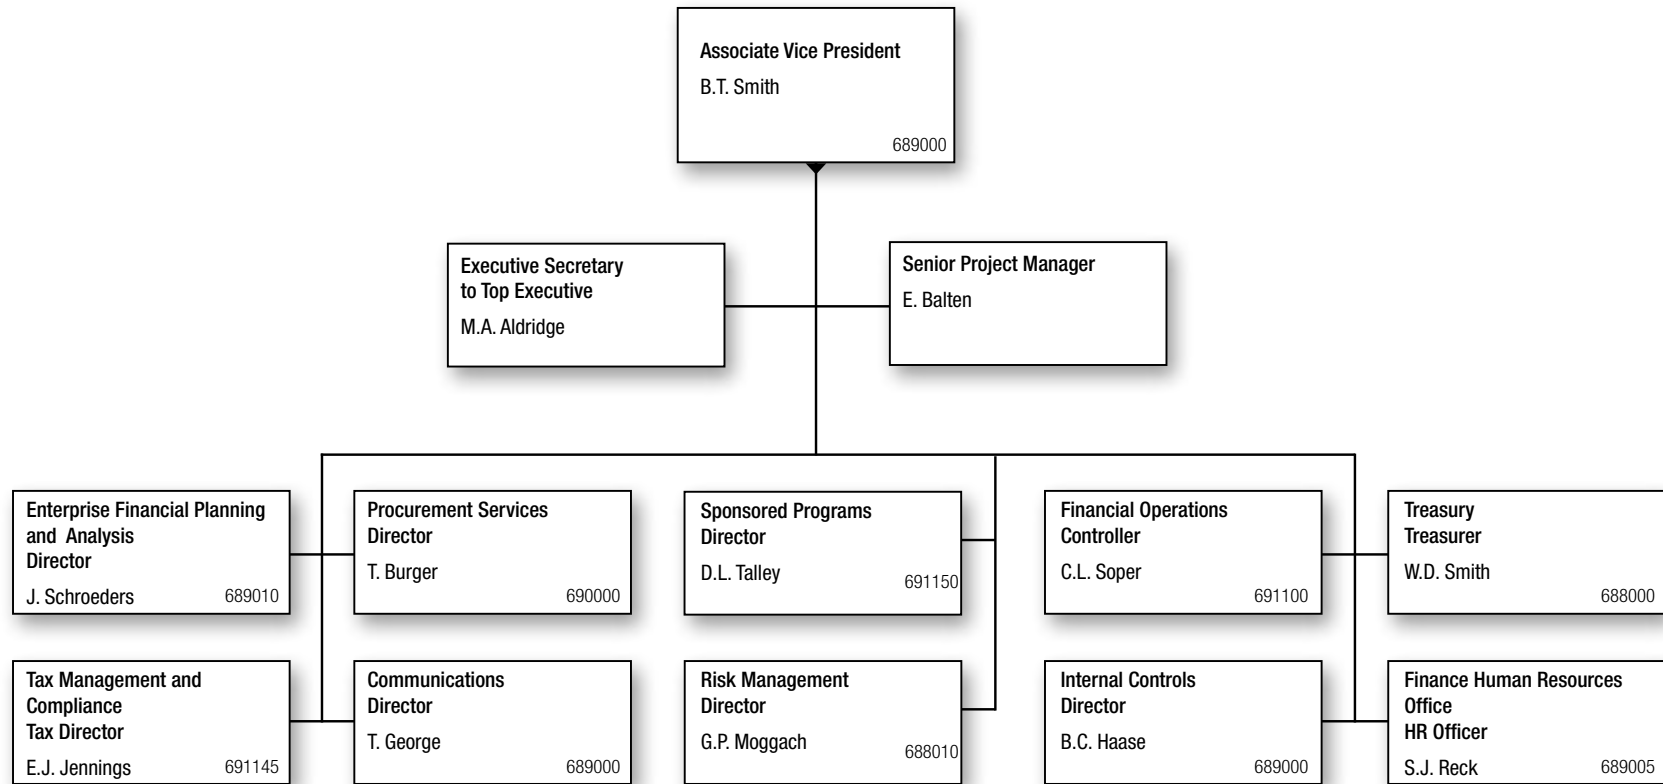 Associate Vice President
B.T. Smith
689000
Executive Secretary
to Top Executive
M.A. Aldridge
Senior Project Manager
E. Balten
Enterprise Financial Planning
and Analysis
Director
J. Schroeders 689010
Procurement Services
Director
T. Burger
690000
Sponsored Programs
Director
D.L. Talley
691150
Financial Operations
Controller
C.L. Soper
691100
Treasury
Treasurer
W.D. Smith
688000
Tax Management and
Compliance
Tax Director
E.J. Jennings 691145
Communications
Director
T. George
689000
Risk Management
Director
G.P. Moggach
688010
Internal Controls
Director
B.C. Haase
689000
Finance Human Resources
Office
HR Officer
S.J. Reck 689005